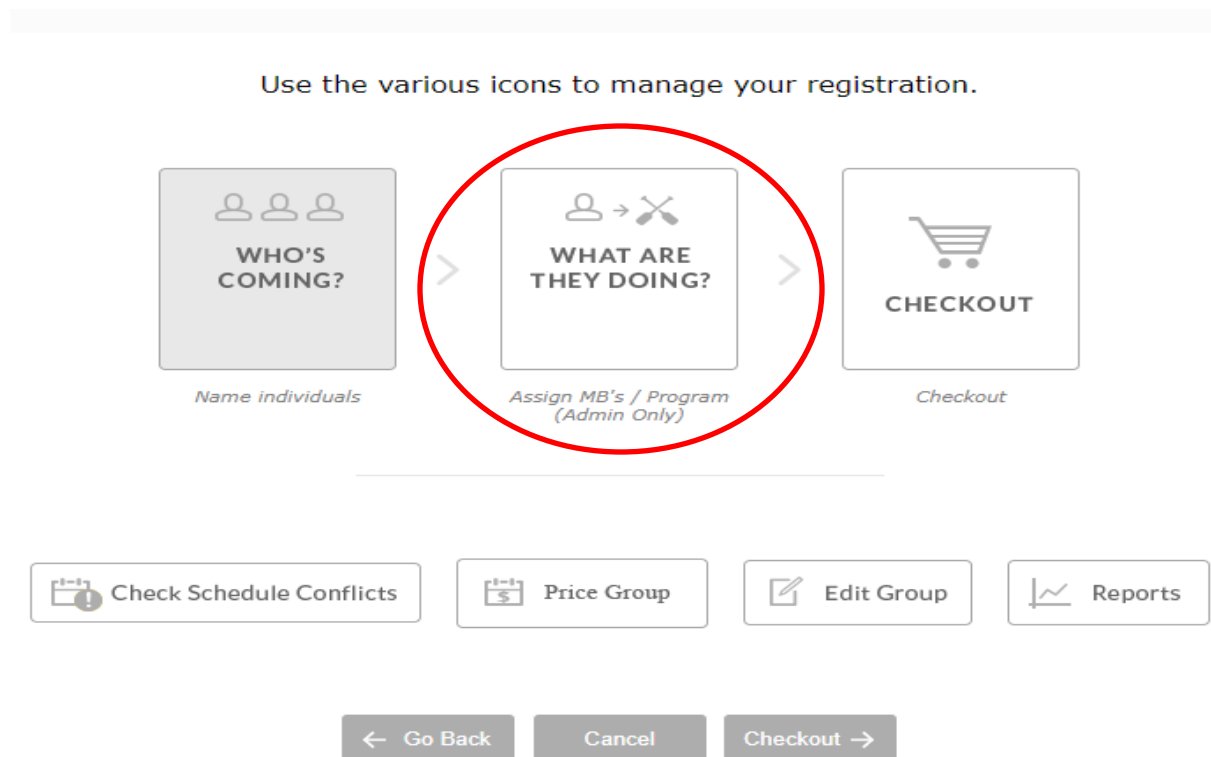 Use the various icons to manage your registration.
WHO'S
COMING?
Name individuals
WHAT ARE
THEY DOING?
Assign MB's / Program
(Admin Only)
CHECKOUT
Checkout
Check Schedule Conflicts
$ Price Group
Edit Group
Reports
← Go Back
Cancel
Checkout →